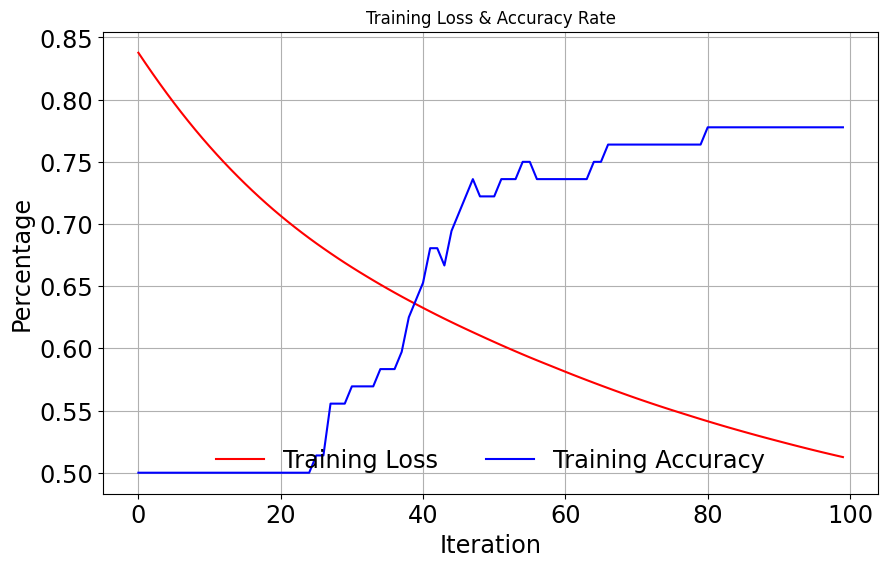 Training Loss & Accuracy Rate
0.85
0.80
0.75
0.70
0.65
0.60
0.55
0.50
Percentage
Training Loss Training Accuracy
0 20 40 60 80 100
Iteration